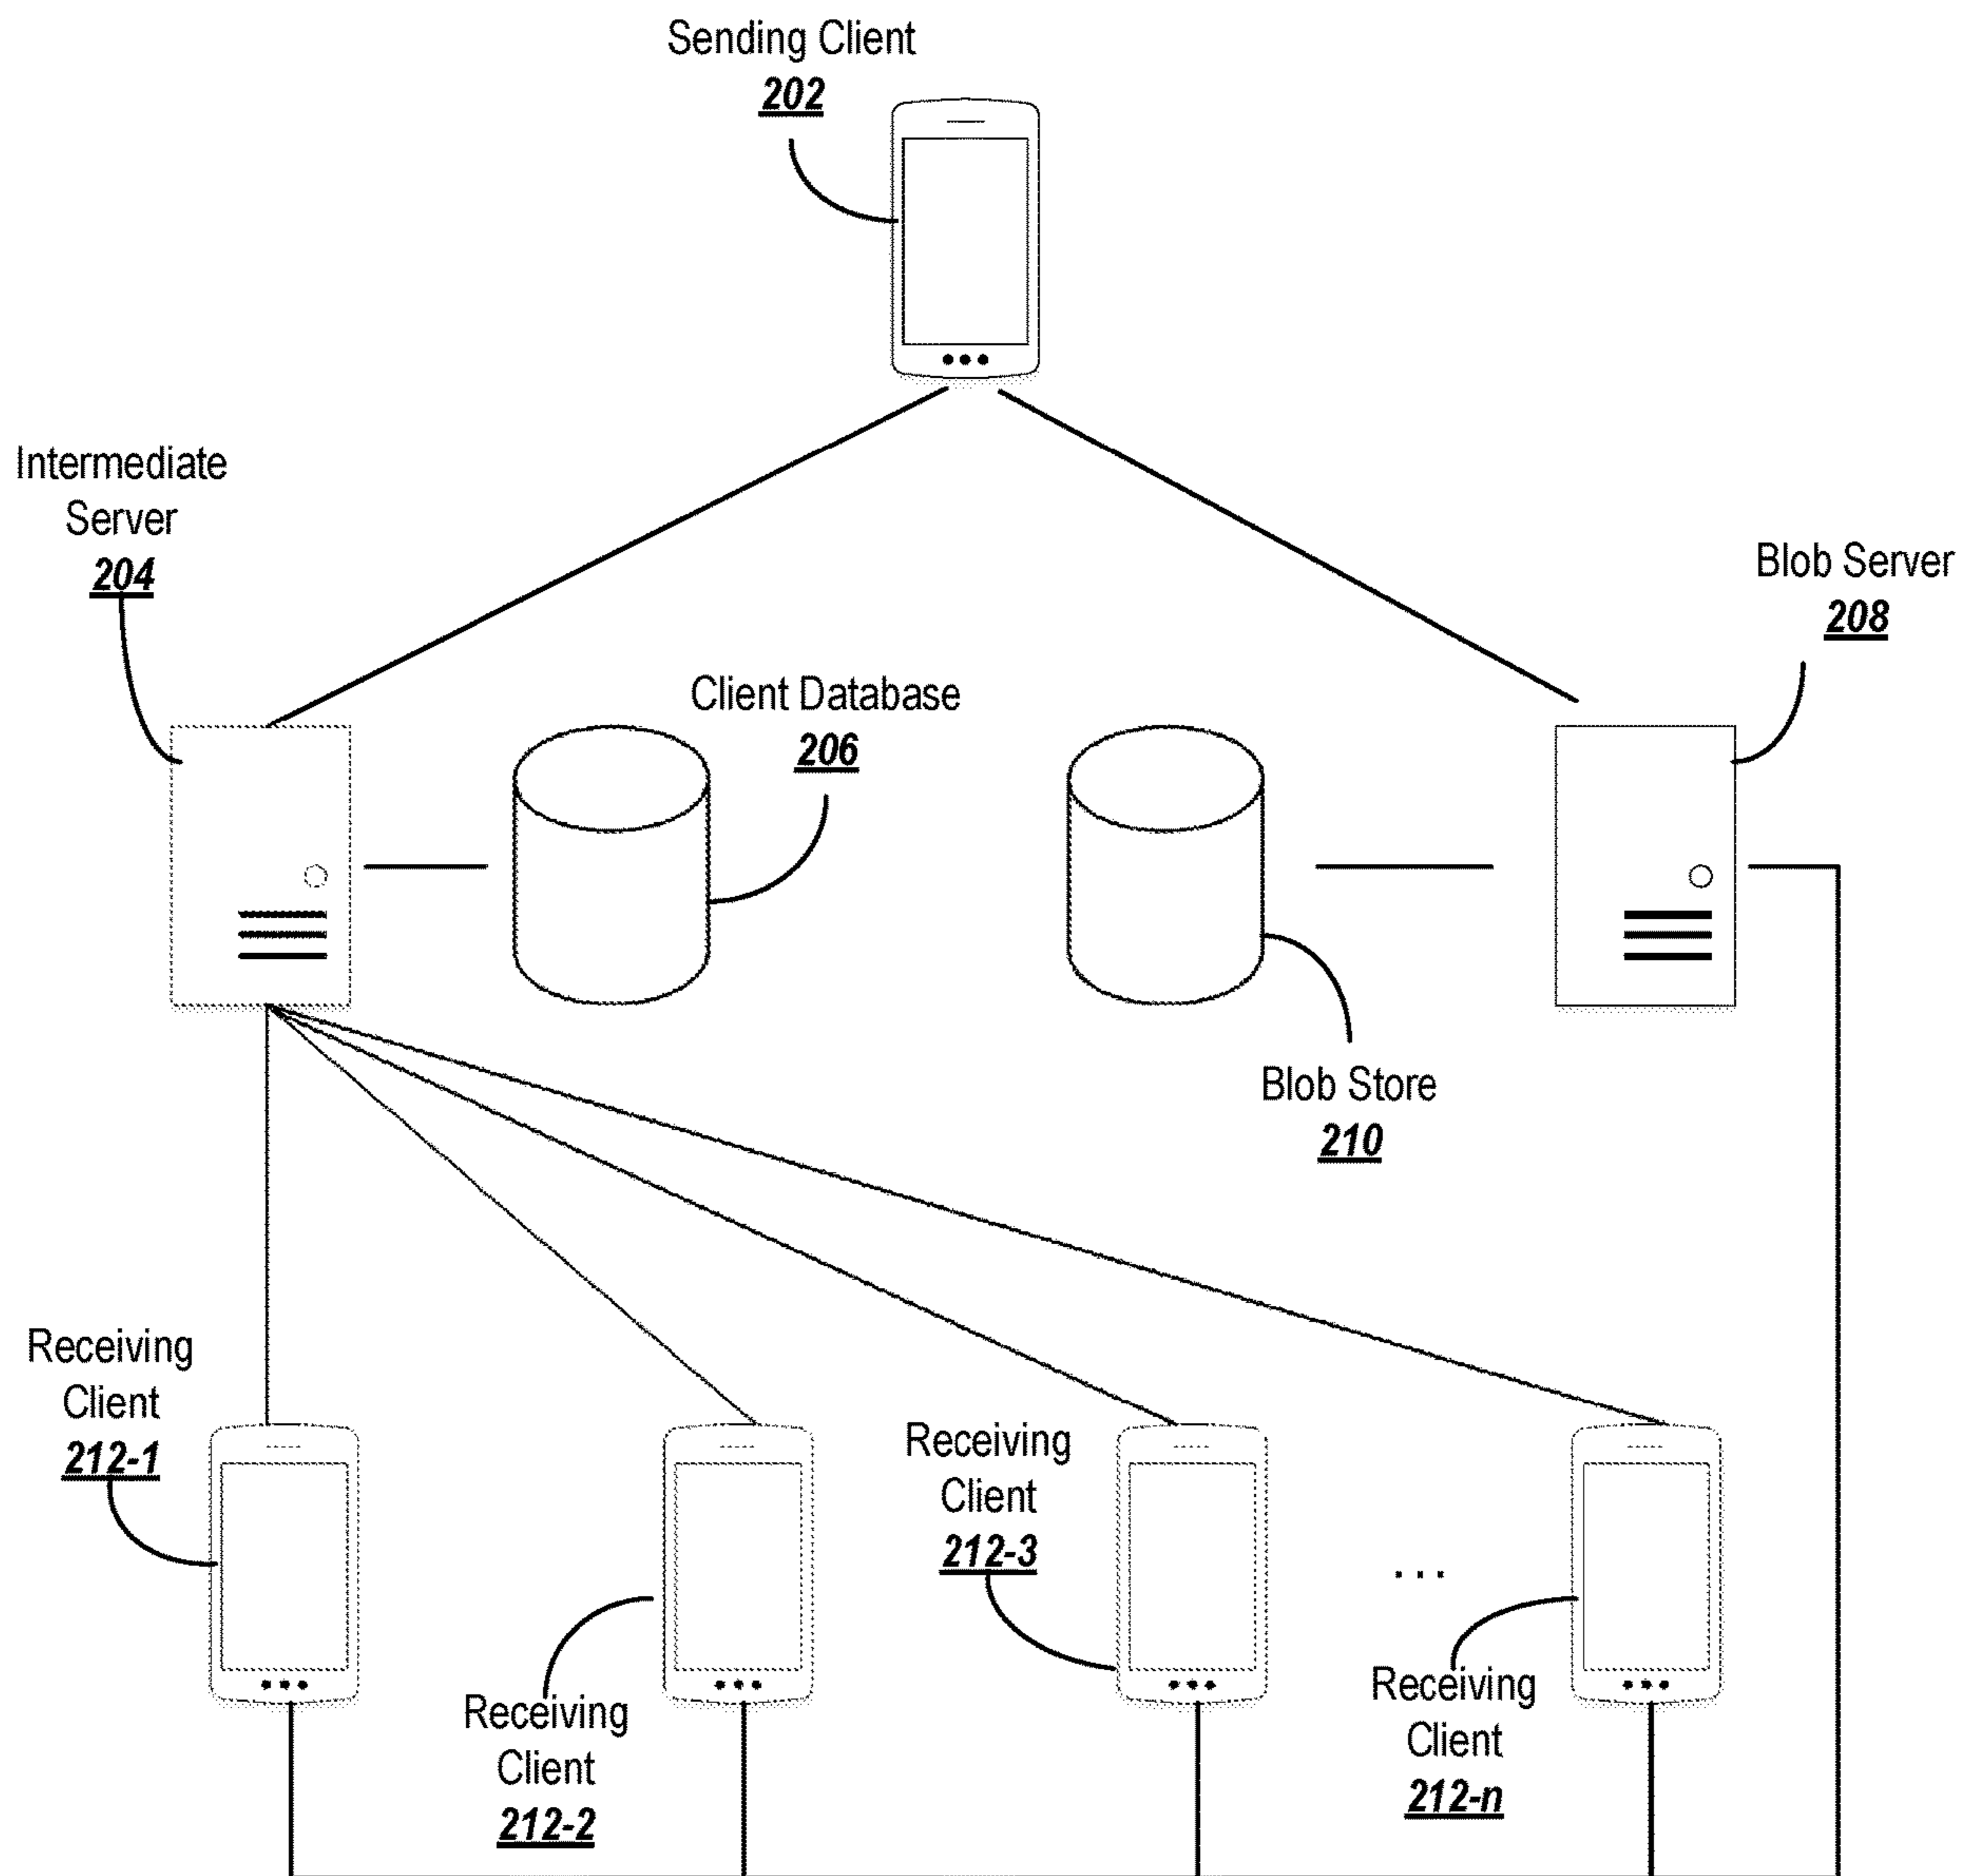 Sending Client
202
Intermediate
Server
204
Blob Server
208
Client Database
206
Blob Store
210
Receiving
Client
212-1
Receiving
Client
212-2
Receiving
Client
212-3
...
Receiving
Client
212-n